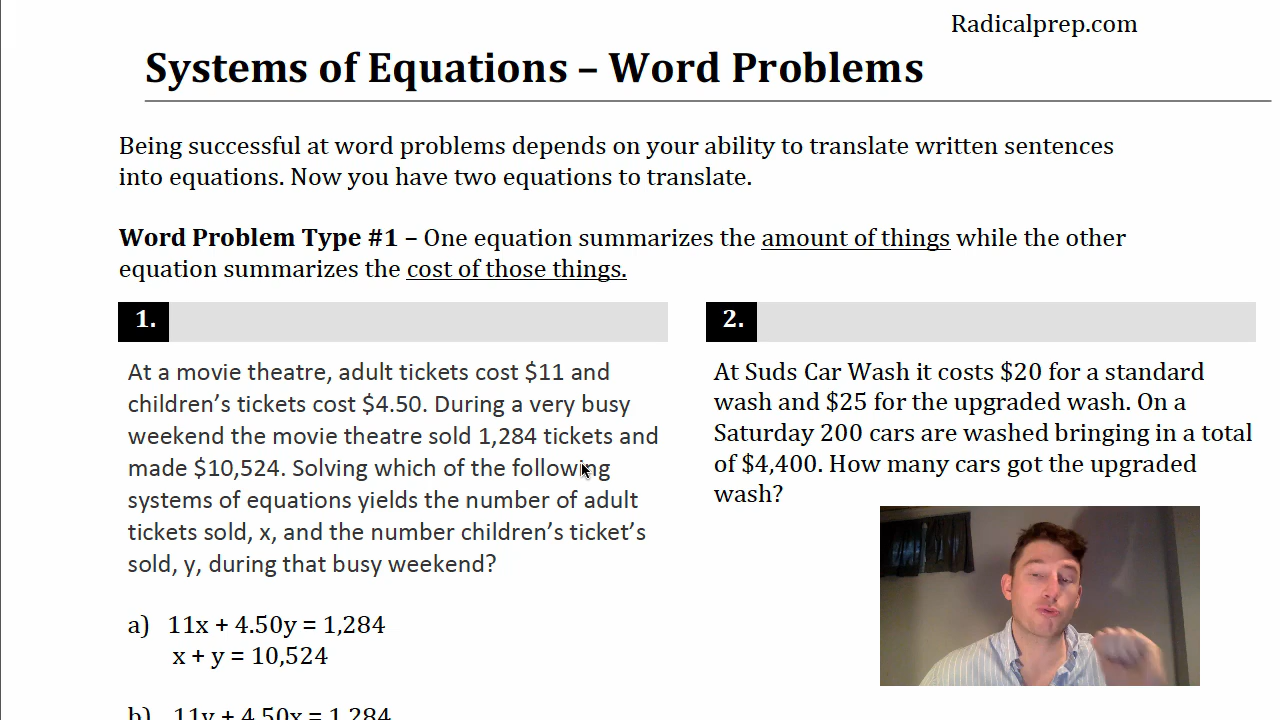 Radicalprep.com
Systems of Equations – Word Problems
Being successful at word problems depends on your ability to translate written sentences
into equations. Now you have two equations to translate.
Word Problem Type #1 – One equation summarizes the amount of things while the other
equation summarizes the cost of those things.
1.
At a movie theatre, adult tickets cost $11 and
children’s tickets cost $4.50. During a very busy
weekend the movie theatre sold 1,284 tickets and
made $10,524. Solving which of the following
systems of equations yields the number of adult
tickets sold, x, and the number children’s ticket’s
sold, y, during that busy weekend?
a) 11x + 4.50y = 1,284
x + y = 10,524
b) 11y + 4.50x = 1,284
2.
At Suds Car Wash it costs $20 for a standard
wash and $25 for the upgraded wash. On a
Saturday 200 cars are washed bringing in a total
of $4,400. How many cars got the upgraded
wash?